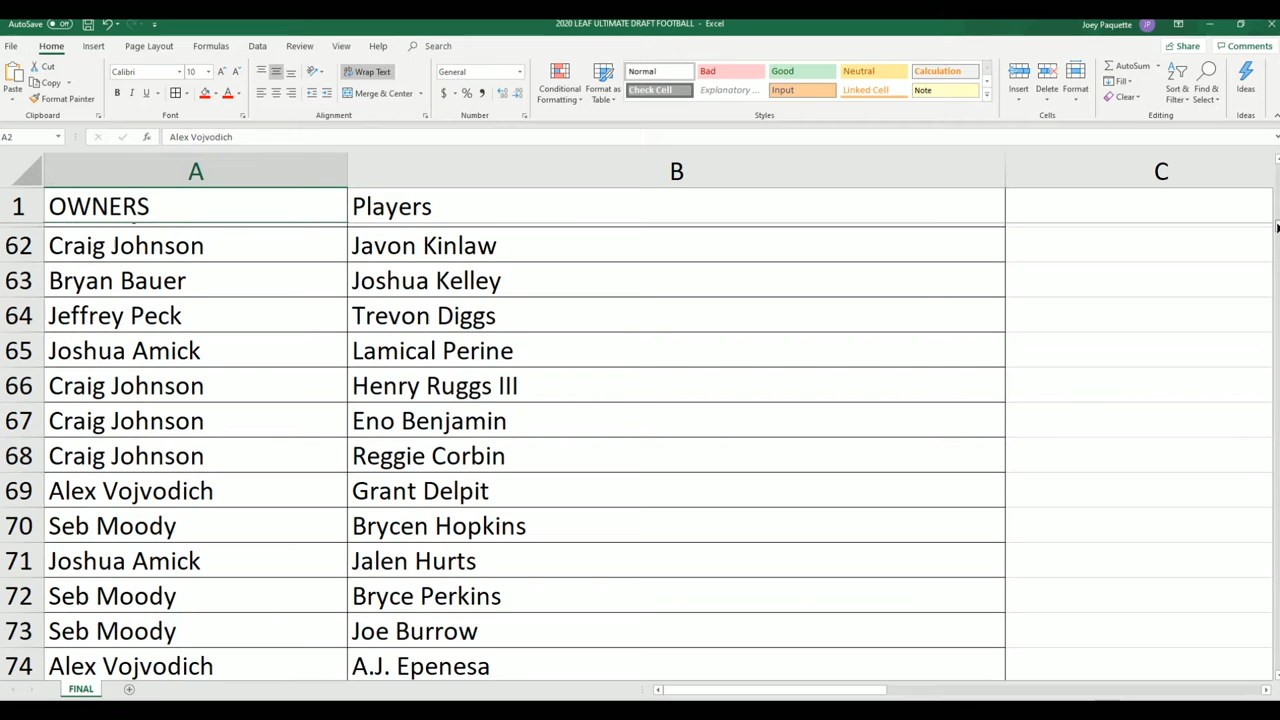 AutoSave Off
2020 LEAF ULTIMATE DRAFT FOOTBALL - Excel
Joey Paquette JP
File Home Insert Page Layout Formulas Data Review View Help Search Share Comments
Cut
Copy
Format Painter
Paste
Clipboard
Calibri 10
B I U
Font
Wrap Text
Merge & Center
Alignment
General
$ % 9
Number
Conditional Formatting
Format as Table
Normal Bad Good Neutral Calculation
Check Cell Explanatory ... Input Linked Cell Note
Styles
Insert Delete Format
Cells
AutoSum
Fill
Clear
Sort & Filter
Find & Select
Editing
Ideas
Ideas
A2 fx Alex Vojvodich
A B C
1 OWNERS Players
62 Craig Johnson Javon Kinlaw
63 Bryan Bauer Joshua Kelley
64 Jeffrey Peck Trevon Diggs
65 Joshua Amick Lamical Perine
66 Craig Johnson Henry Ruggs III
67 Craig Johnson Eno Benjamin
68 Craig Johnson Reggie Corbin
69 Alex Vojvodich Grant Delpit
70 Seb Moody Brycen Hopkins
71 Joshua Amick Jalen Hurts
72 Seb Moody Bryce Perkins
73 Seb Moody Joe Burrow
74 Alex Vojvodich A.J. Epenesa
FINAL